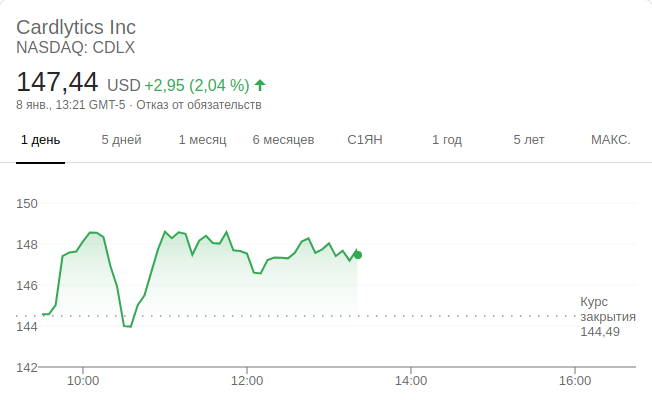 Cardlytics Inc
NASDAQ: CDLX
147,44 USD +2,95 (2,04 %)
8 янв., 13:21 GMT-5 · Отказ от обязательств
1 день 5 дней 1 месяц 6 месяцев С1ЯН 1 год 5 лет МАКС.
150
148
146
Курс
закрытия
144,49
144
142
10:00 12:00 14:00 16:00